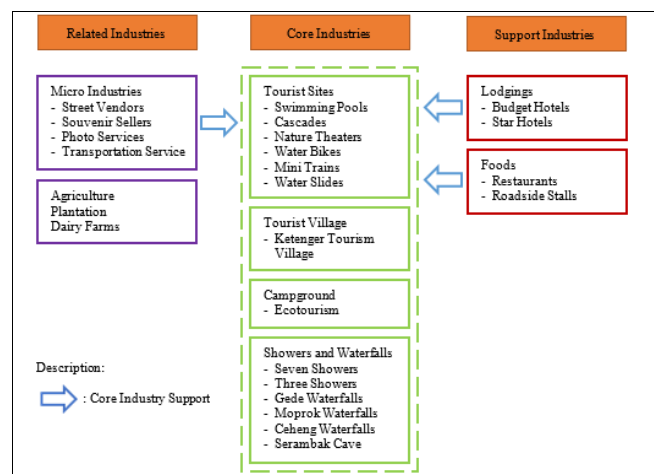 Related Industries
Core Industries
Support Industries
Micro Industries
- Street Vendors
- Souvenir Sellers
- Photo Services
- Transportation Service
Agriculture
Plantation
Dairy Farms
Tourist Sites
- Swimming Pools
- Cascades
- Nature Theaters
- Water Bikes
- Mini Trains
- Water Slides
Tourist Village
- Ketenger Tourism
Village
Campground
- Ecotourism
Showers and Waterfalls
- Seven Showers
- Three Showers
- Gede Waterfalls
- Moprok Waterfalls
- Ceheng Waterfalls
- Serambak Cave
Lodgings
- Budget Hotels
- Star Hotels
Foods
- Restaurants
- Roadside Stalls
Description:
: Core Industry Support